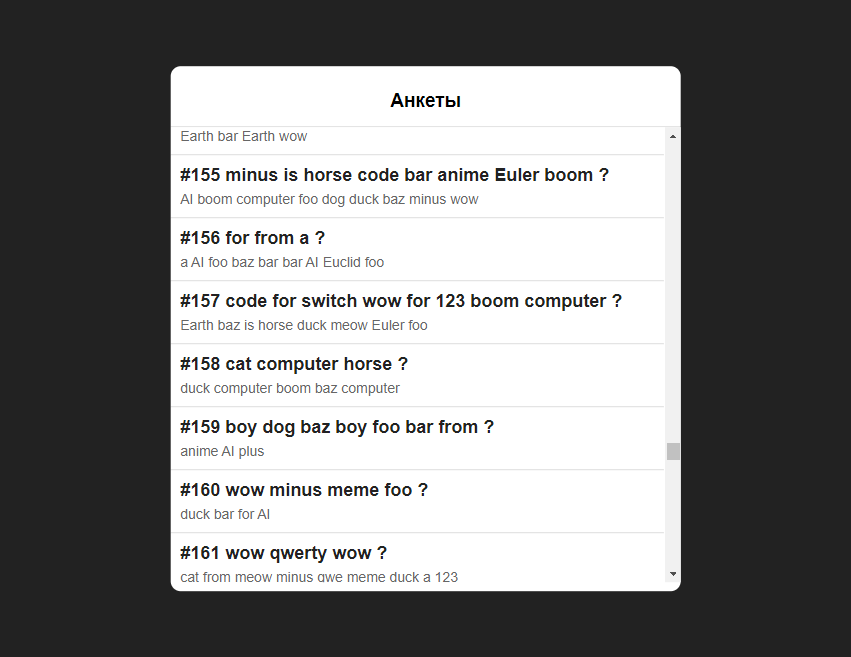 Анкеты
Earth bar Earth wow
#155 minus is horse code bar anime Euler boom ?
AI boom computer foo dog duck baz minus wow
#156 for from a ?
a AI foo baz bar bar AI Euclid foo
#157 code for switch wow for 123 boom computer ?
Earth baz is horse duck meow Euler foo
#158 cat computer horse ?
duck computer boom baz computer
#159 boy dog baz boy foo bar from ?
anime AI plus
#160 wow minus meme foo ?
duck bar for AI
#161 wow qwerty wow ?
cat from meow minus qwe meme duck a 123